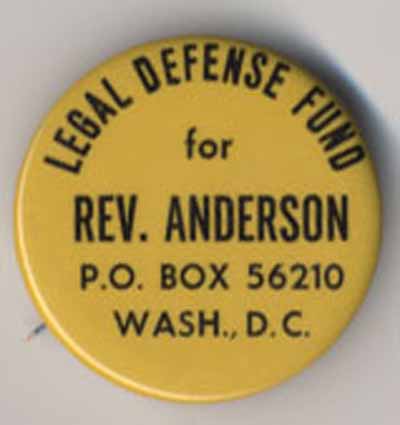 LEGAL DEFENSE FUND
for
REV. ANDERSON
P.O. BOX 56210
WASH., D.C.